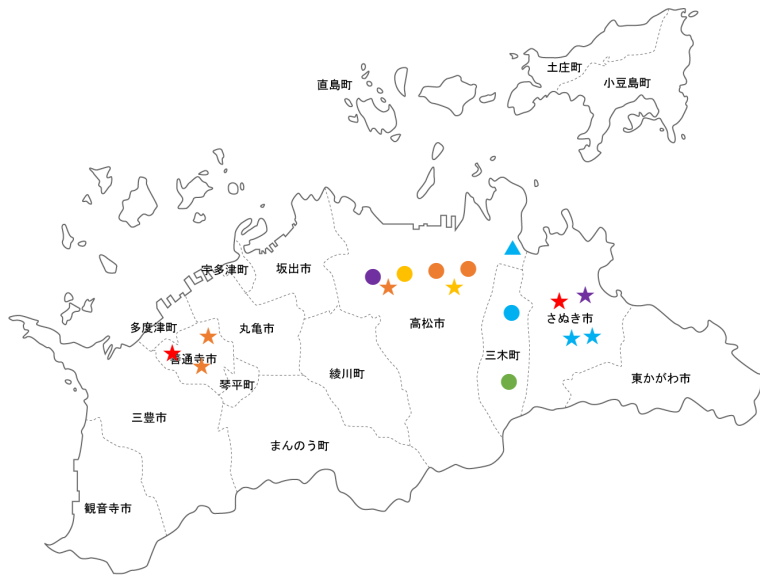 土庄町
小豆島町
直島町
宇多津町
坂出市
多度津町
丸亀市
高松市
さぬき市
善通寺市
三木町
綾川町
琴平町
東かがわ市
三豊市
まんのう町
観音寺市